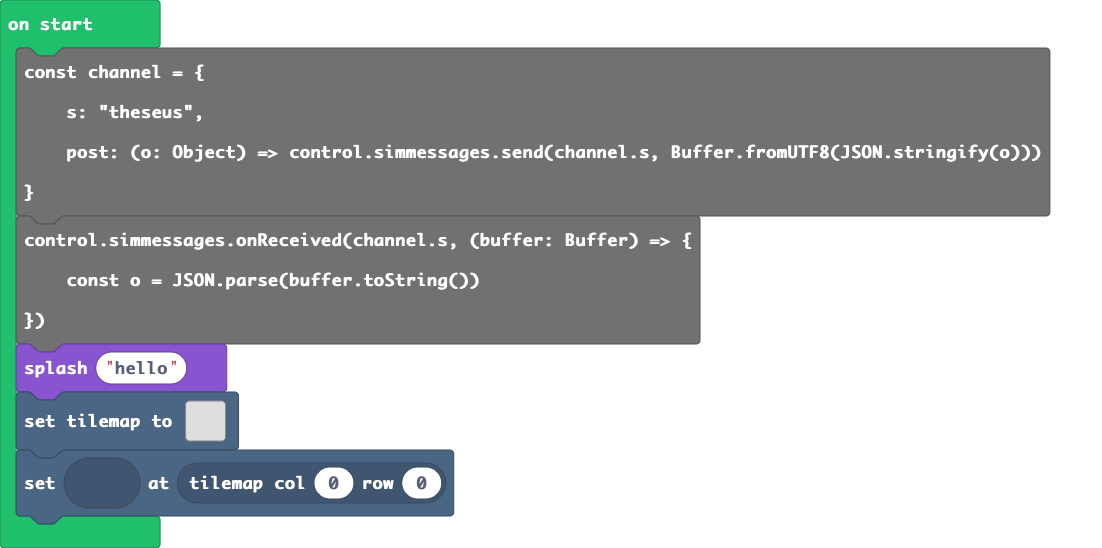 on start
const channel = {
s: "theseus",
post: (o: Object) => control.simmessages.send(channel.s, Buffer.fromUTF8(JSON.stringify(o)))
}
control.simmessages.onReceived(channel.s, (buffer: Buffer) => {
const o = JSON.parse(buffer.toString())
})
splash "hello"
set tilemap to
set at tilemap col 0 row 0